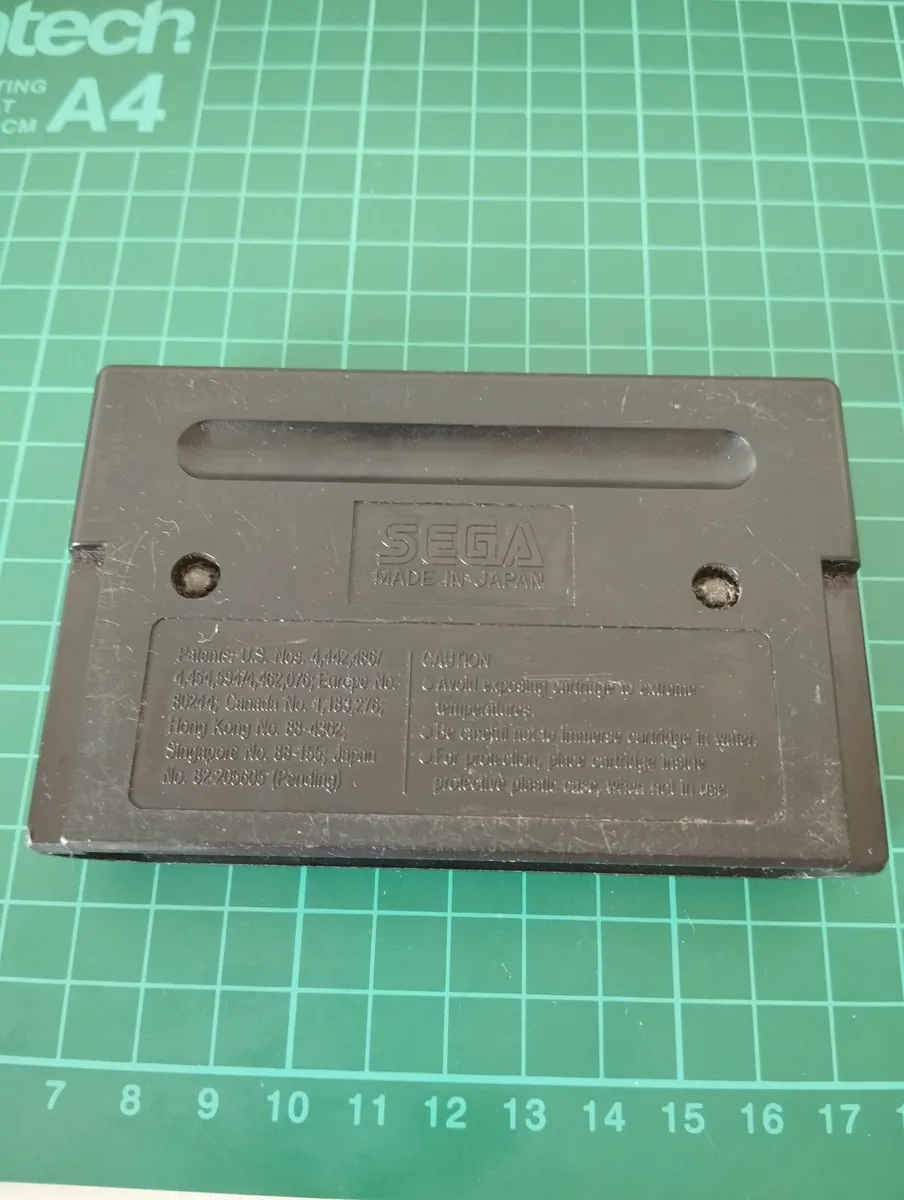 ntech.
TING
A4
T
CM
SEGA
MADE IN JAPAN
Patents: U.S. Nos. 4,442,486/
4,454,594/4,462,076; Europe No.
80244; Canada No. 1,183,276;
Hong Kong No. 88-4302;
Singapore No. 88-155; Japan
No. 82-205605 (Pending)
CAUTION
Avoid exposing cartridge to extreme
temperatures.
Be careful not to immerse cartridge in water.
For protection, place cartridge inside
protective plastic case, when not in use.
7 8 9 10 11 12 13 14 15 16 17